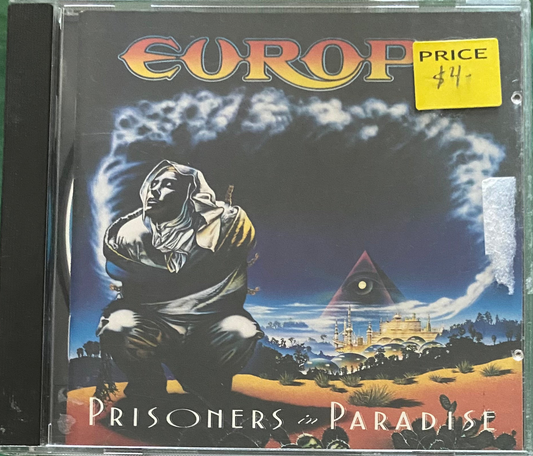 EUROP
PRICE
$4-
PRISONERS in PARADISE